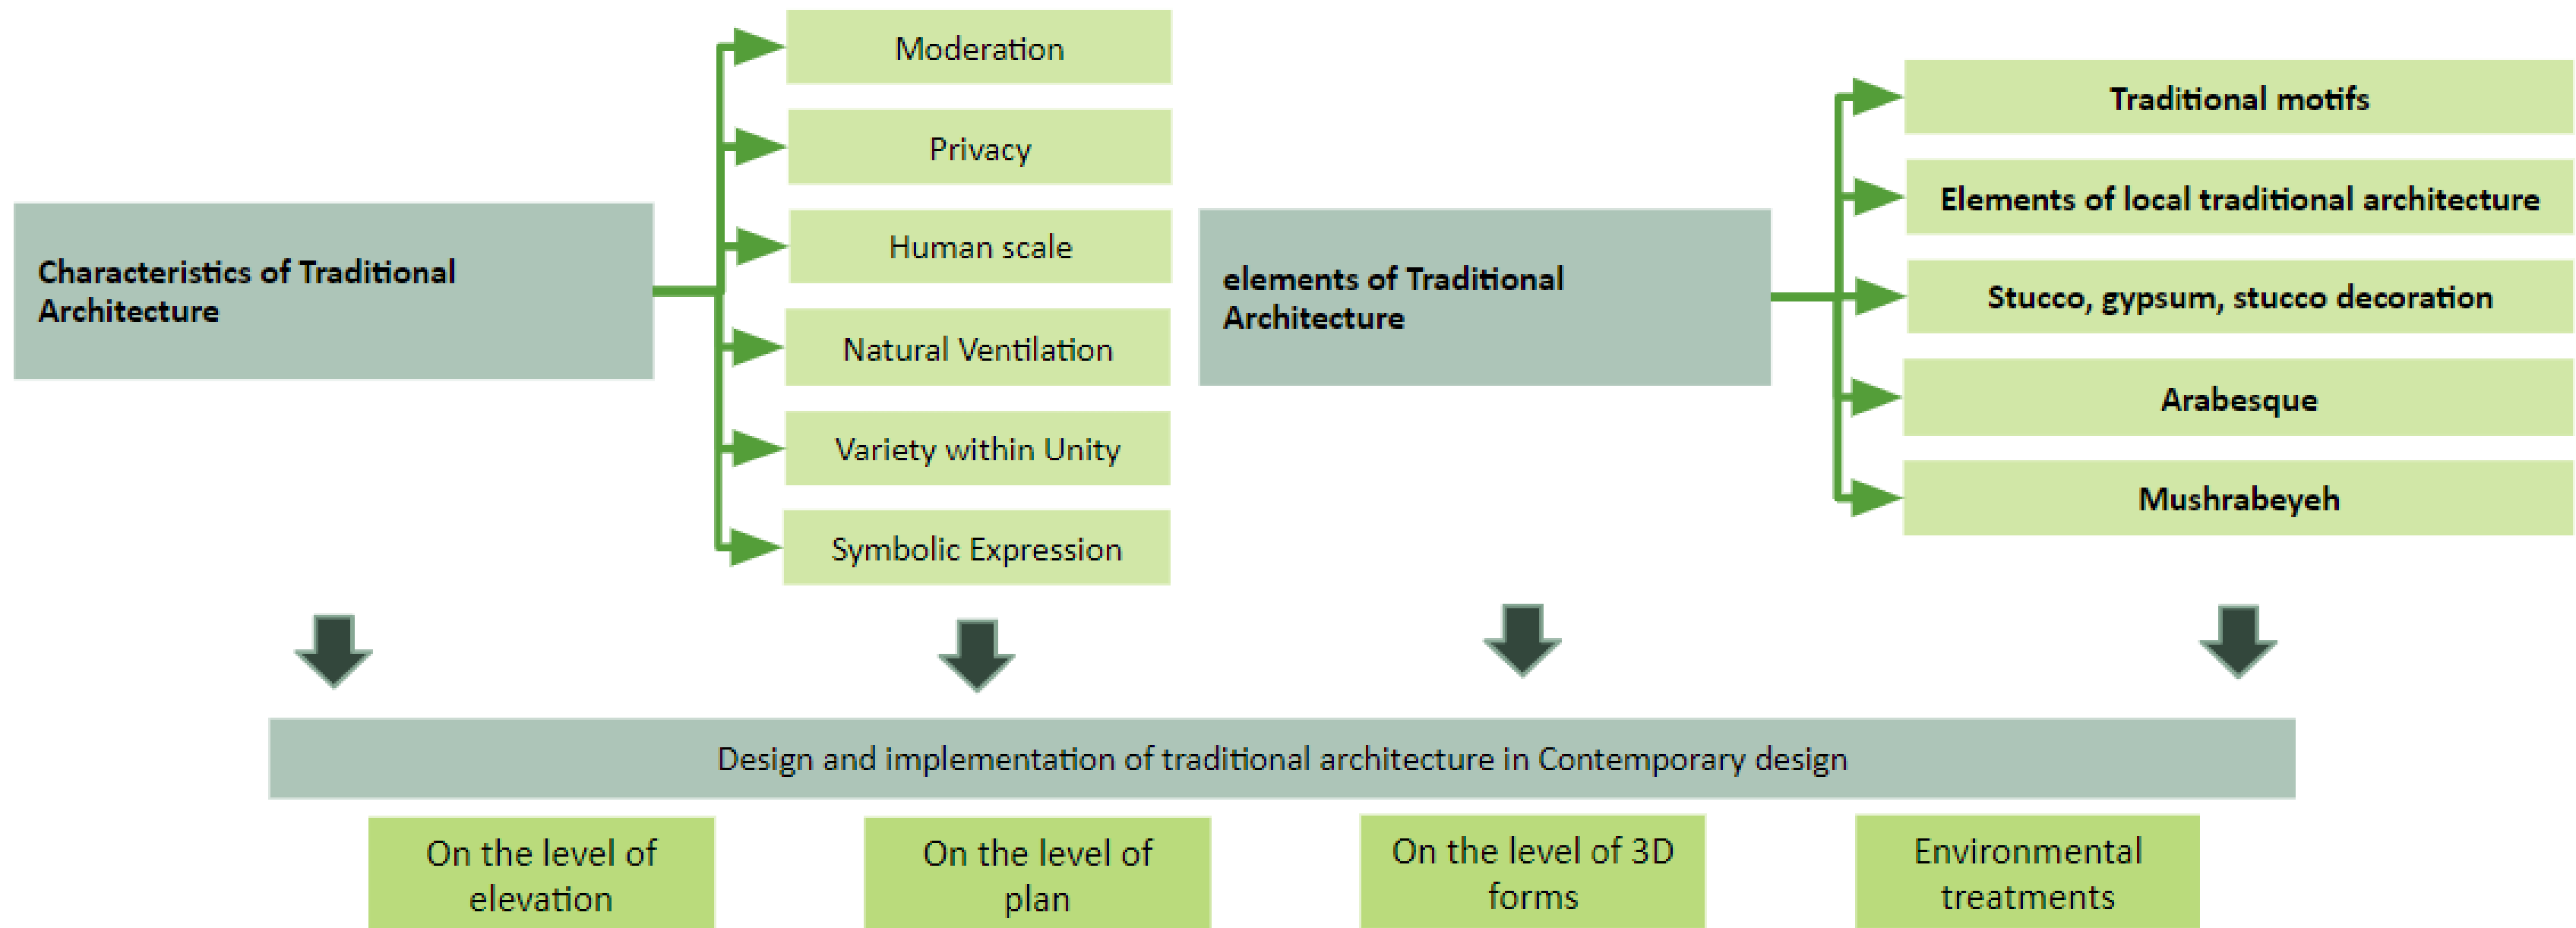 Characteristics of Traditional
Architecture
Moderation
Privacy
Human scale
Natural Ventilation
Variety within Unity
Symbolic Expression
elements of Traditional
Architecture
Traditional motifs
Elements of local traditional architecture
Stucco, gypsum, stucco decoration
Arabesque
Mushrabeyeh
Design and implementation of traditional architecture in Contemporary design
On the level of
elevation
On the level of
plan
On the level of 3D
forms
Environmental
treatments